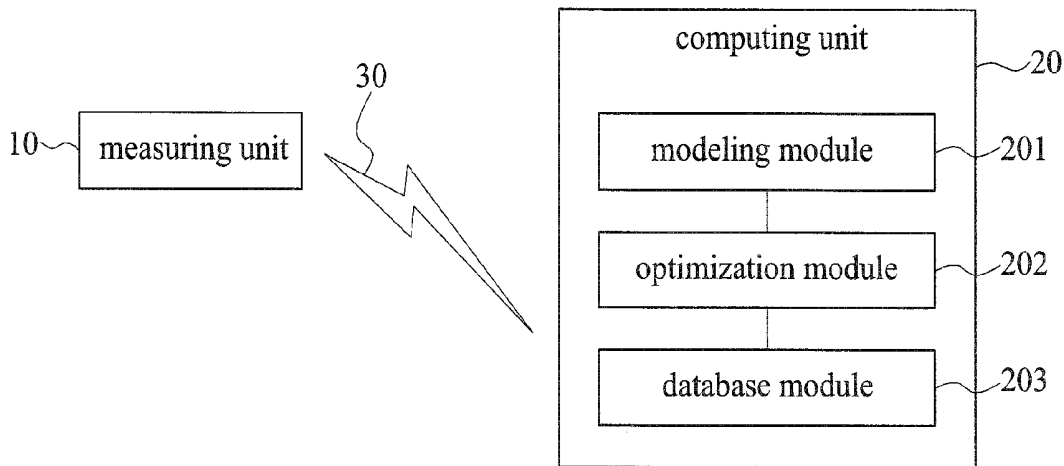 computing unit
20
30
10
measuring unit
modeling module
201
optimization module
202
database module
203